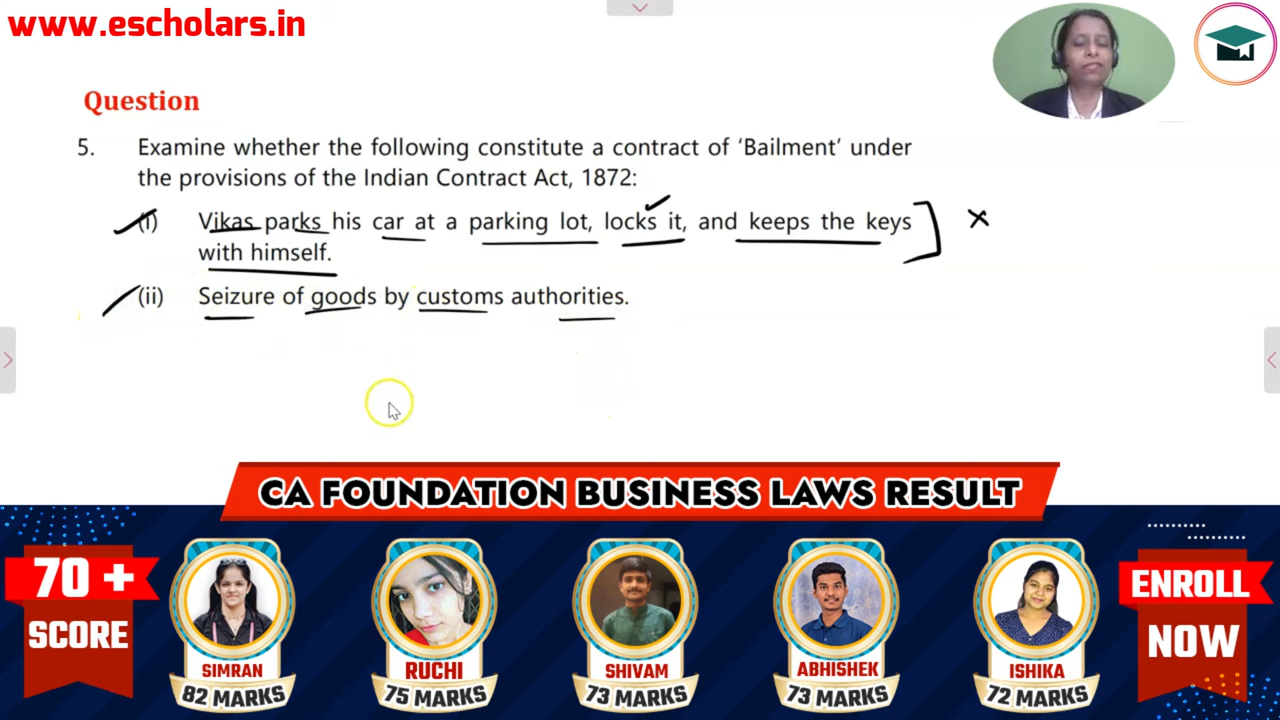 www.escholars.in
Question
5. Examine whether the following constitute a contract of ‘Bailment’ under
the provisions of the Indian Contract Act, 1872:
(i) Vikas parks his car at a parking lot, locks it, and keeps the keys
with himself.
(ii) Seizure of goods by customs authorities.
CA FOUNDATION BUSINESS LAWS RESULT
70 +
SCORE
SIMRAN
82 MARKS
RUCHI
75 MARKS
SHIVAM
73 MARKS
ABHISHEK
73 MARKS
ISHIKA
72 MARKS
ENROLL
NOW